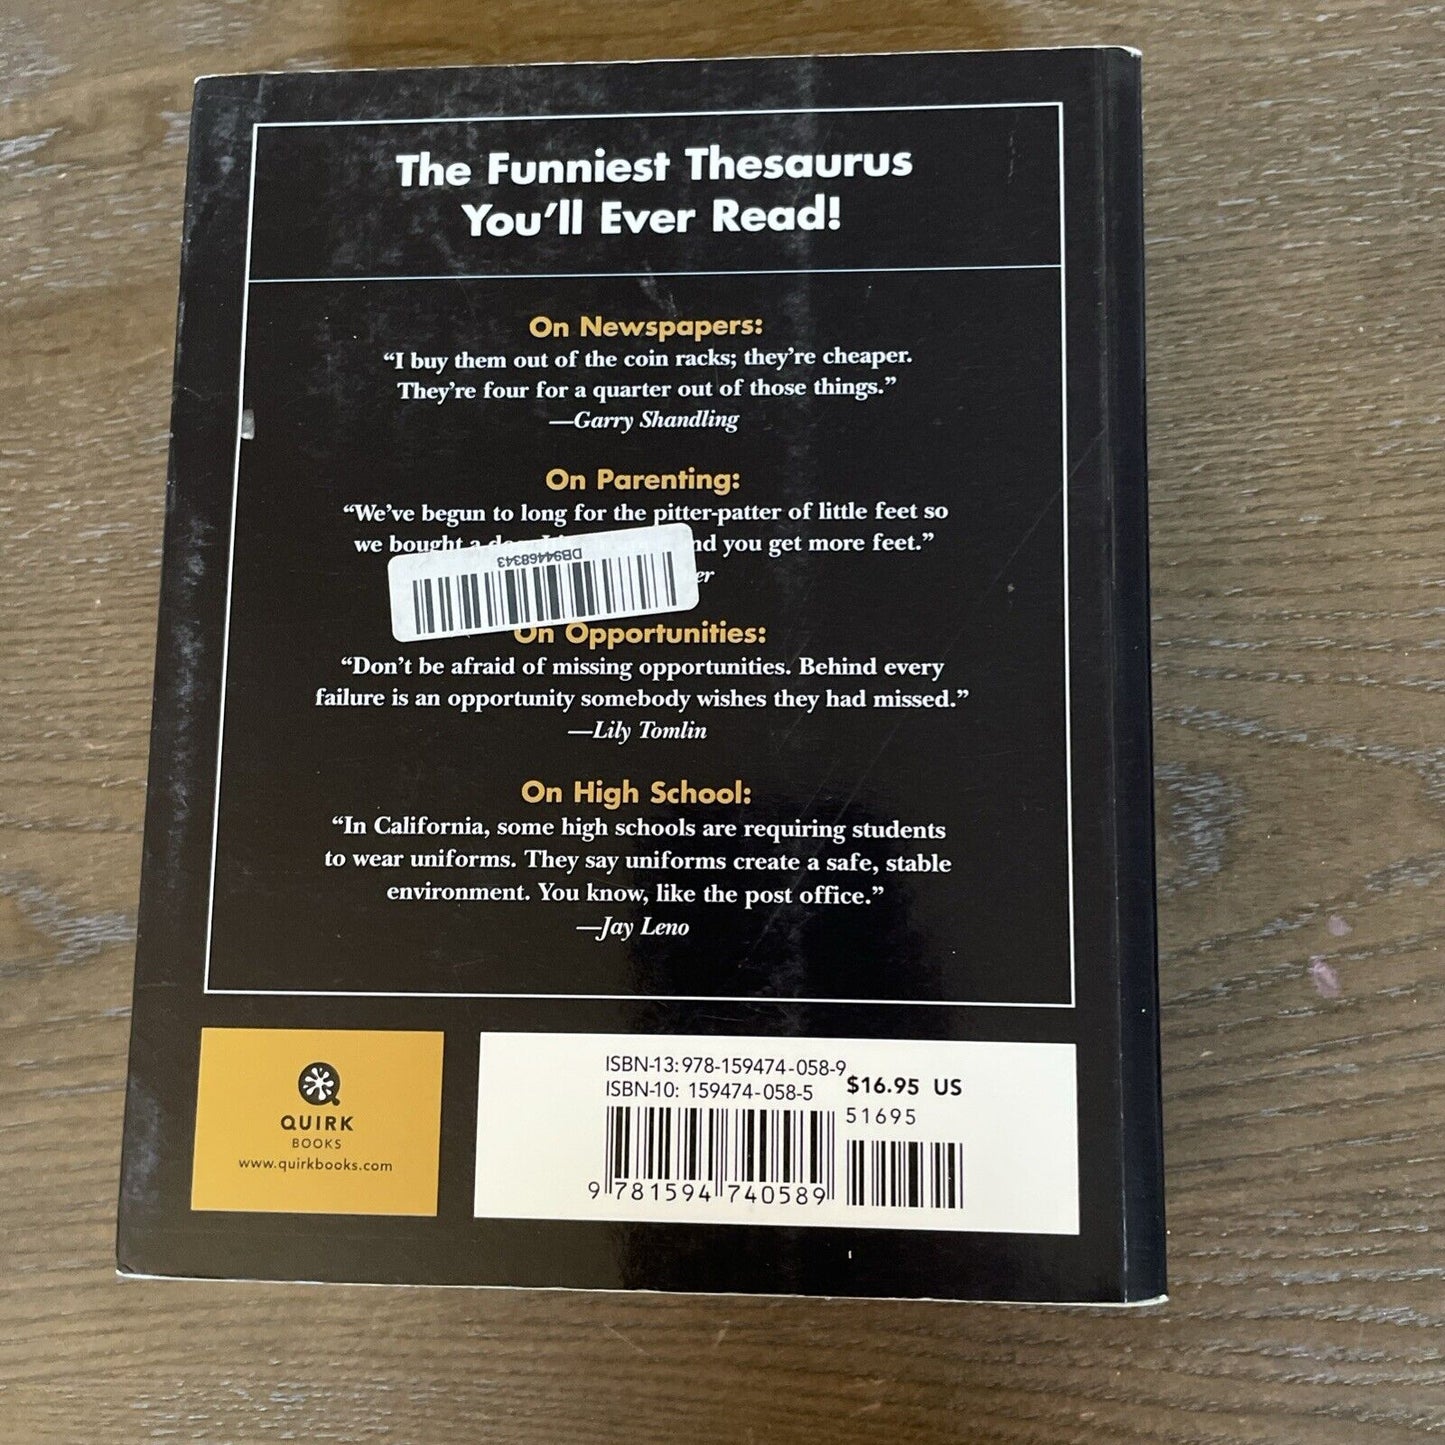 The Funniest Thesaurus
You'll Ever Read!
On Newspapers:
“I buy them out of the coin racks; they're cheaper.
They're four for a quarter out of those things.”
—Garry Shandling
On Parenting:
“We've begun to long for the pitter-patter of little feet so
we bought a you get more feet.”
DB94468343
On Opportunities:
“Don't be afraid of missing opportunities. Behind every
failure is an opportunity somebody wishes they had missed.”
—Lily Tomlin
On High School:
“In California, some high schools are requiring students
to wear uniforms. They say uniforms create a safe, stable
environment. You know, like the post office.”
—Jay Leno
QUIRK
BOOKS
www.quirkbooks.com
ISBN-13: 978-159474-058-9
ISBN-10: 159474-058-5
$16.95 US
51695
9 781594 740589